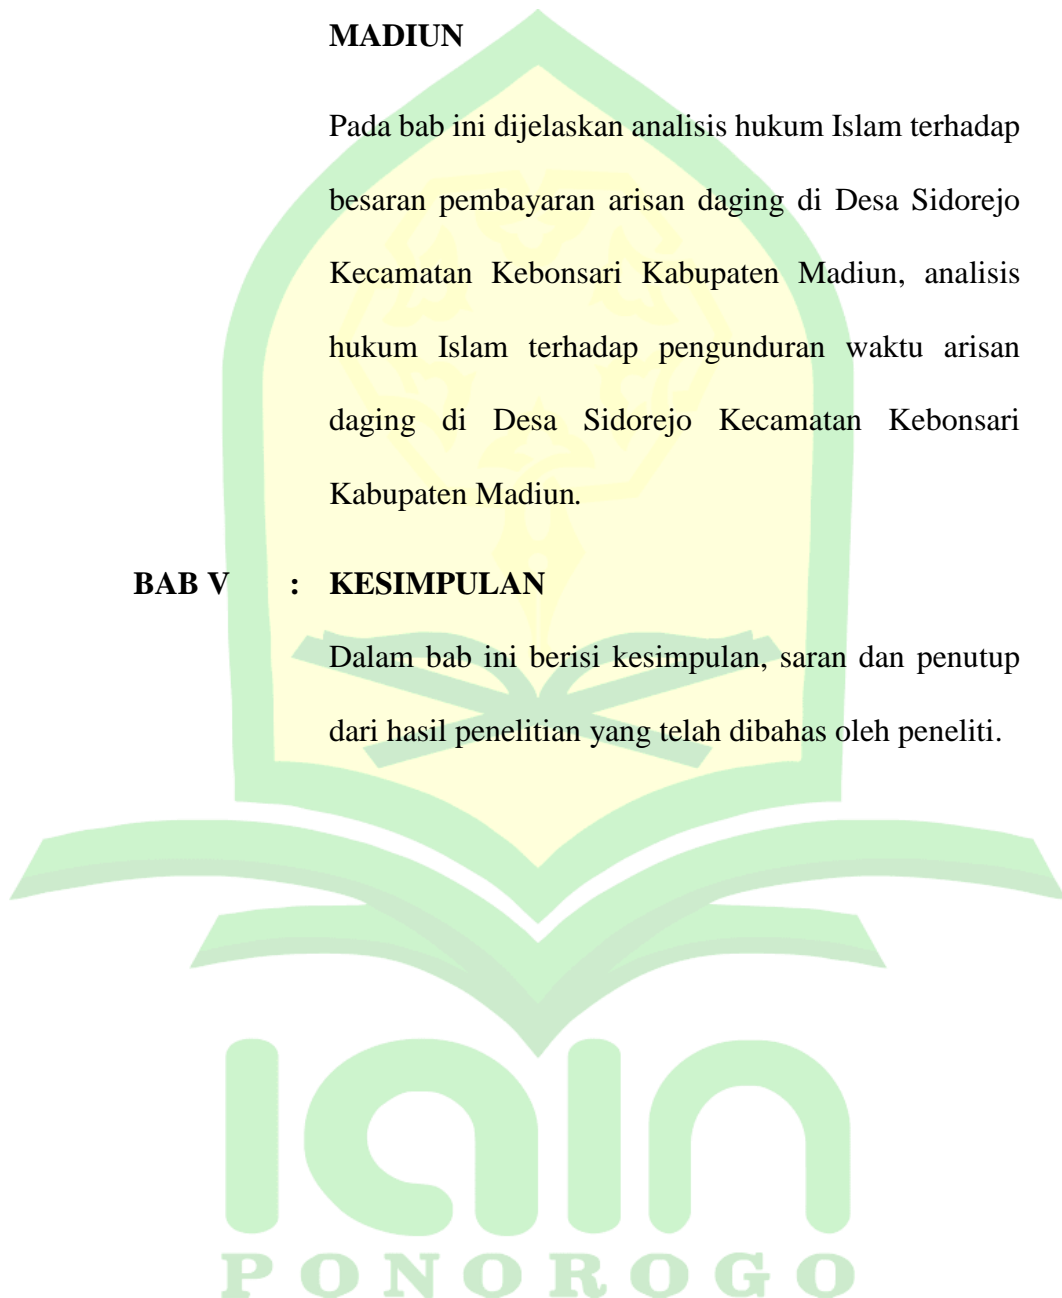 MADIUN
Pada bab ini dijelaskan analisis hukum Islam terhadap
besaran pembayaran arisan daging di Desa Sidorejo
Kecamatan Kebonsari Kabupaten Madiun, analisis
hukum Islam terhadap pengunduran waktu arisan
daging di Desa Sidorejo Kecamatan Kebonsari
Kabupaten Madiun.
BAB V : KESIMPULAN
Dalam bab ini berisi kesimpulan, saran dan penutup
dari hasil penelitian yang telah dibahas oleh peneliti.
iain
PONOROGO